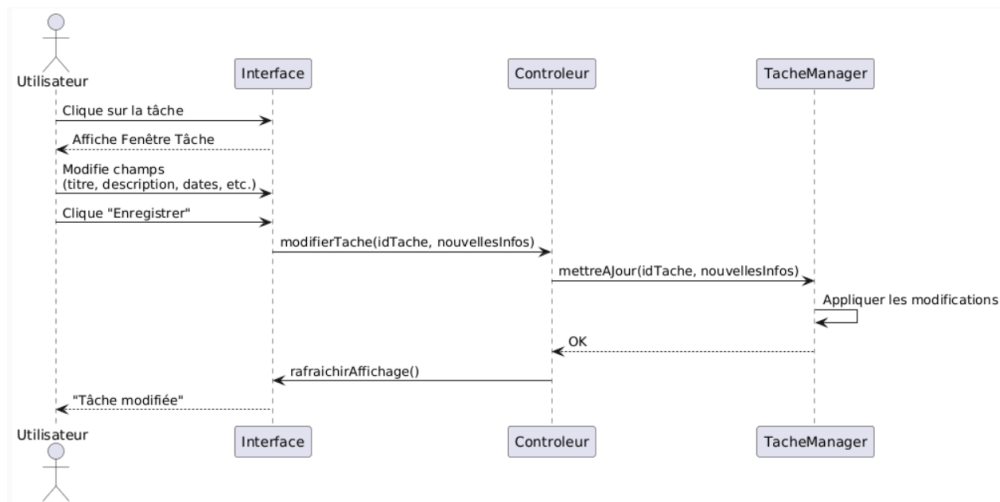 Utilisateur
Interface
Controleur
TacheManager
Clique sur la tâche
Affiche Fenêtre Tâche
Modifie champs
(titre, description, dates, etc.)
Clique "Enregistrer"
modifierTache(idTache, nouvellesInfos)
mettreAJour(idTache, nouvellesInfos)
Appliquer les modifications
OK
rafraichirAffichage()
"Tâche modifiée"
Utilisateur
Interface
Controleur
TacheManager